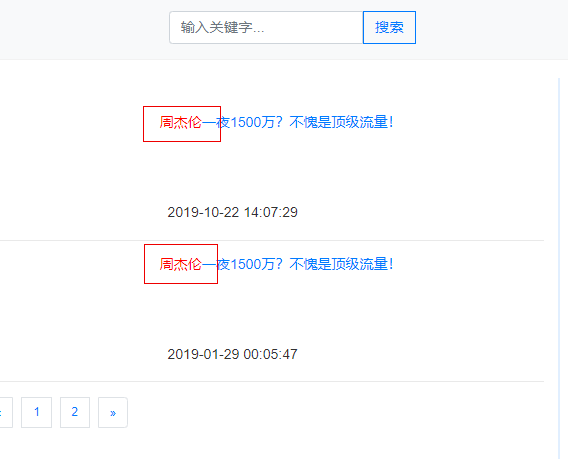 输入关键字... 搜索
周杰伦一夜1500万？不愧是顶级流量！
2019-10-22 14:07:29
周杰伦一夜1500万？不愧是顶级流量！
2019-01-29 00:05:47
1 2 »